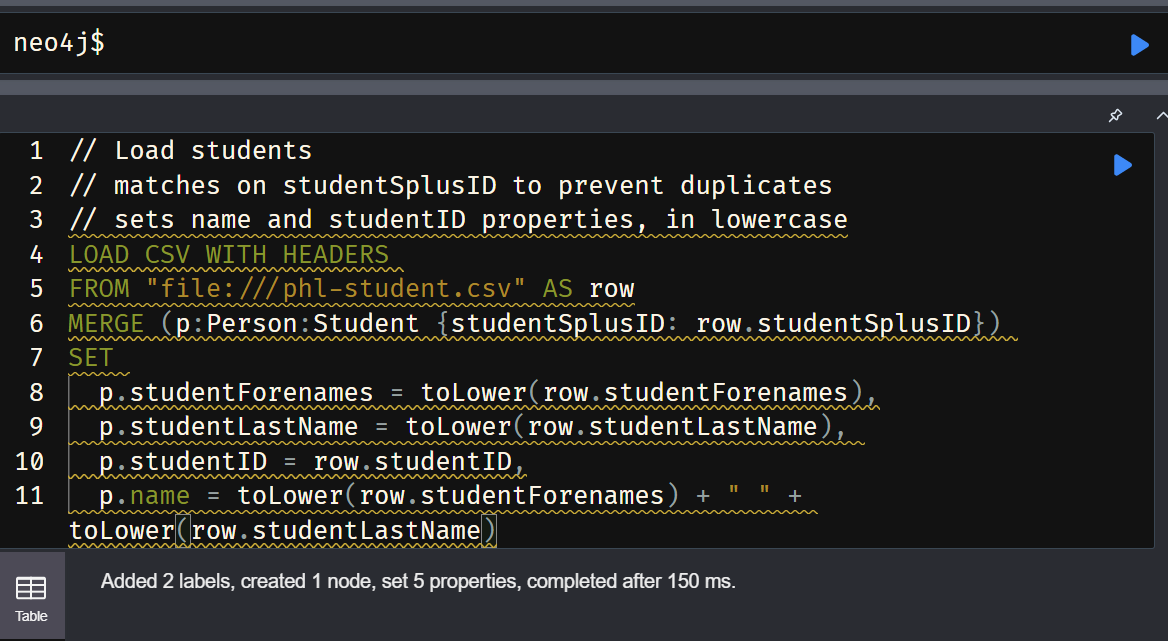 neo4j$
1 // Load students
2 // matches on studentSplusID to prevent duplicates
3 // sets name and studentID properties, in lowercase
4 LOAD CSV WITH HEADERS
5 FROM "file:///phl-student.csv" AS row
6 MERGE (p:Person:Student {studentSplusID: row.studentSplusID})
7 SET
8 p.studentForenames = toLower(row.studentForenames),
9 p.studentLastName = toLower(row.studentLastName),
10 p.studentID = row.studentID,
11 p.name = toLower(row.studentForenames) + " " +
toLower(row.studentLastName)
Added 2 labels, created 1 node, set 5 properties, completed after 150 ms.
Table